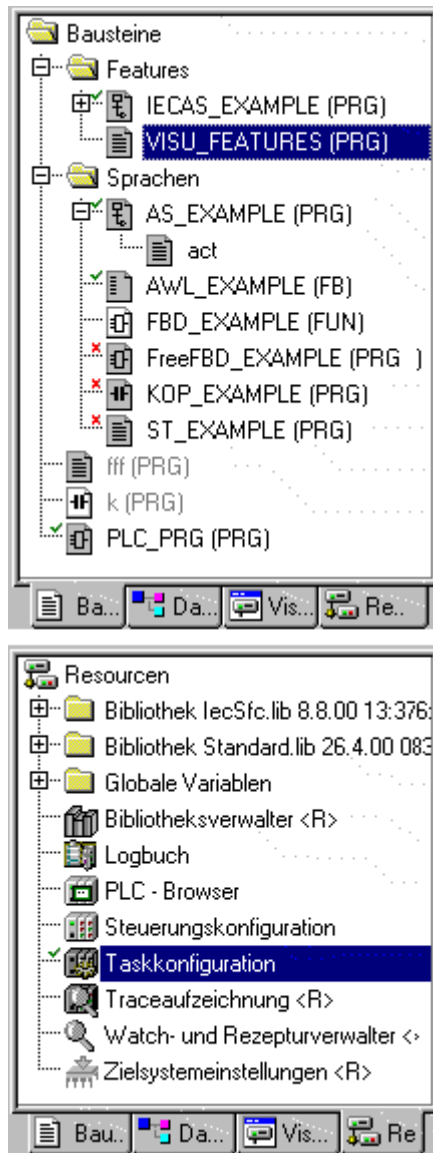 Bausteine
Features
IECAS_EXAMPLE (PRG)
VISU_FEATURES (PRG)
Sprachen
AS_EXAMPLE (PRG)
act
AWL_EXAMPLE (FB)
FBD_EXAMPLE (FUN)
FreeFBD_EXAMPLE (PRG )
KOP_EXAMPLE (PRG)
ST_EXAMPLE (PRG)
fff (PRG)
k (PRG)
PLC_PRG (PRG)
Ba... Da... Vis... Re..
Resourcen
Bibliothek IecSfc.lib 8.8.00 13:376:
Bibliothek Standard.lib 26.4.00 083
Globale Variablen
Bibliotheksverwalter <R>
Logbuch
PLC - Browser
Steuerungskonfiguration
Taskkonfiguration
Traceaufzeichnung <R>
Watch- und Rezepturverwalter <>
Zielsystemeinstellungen <R>
Bau.. Da... Vis... Re